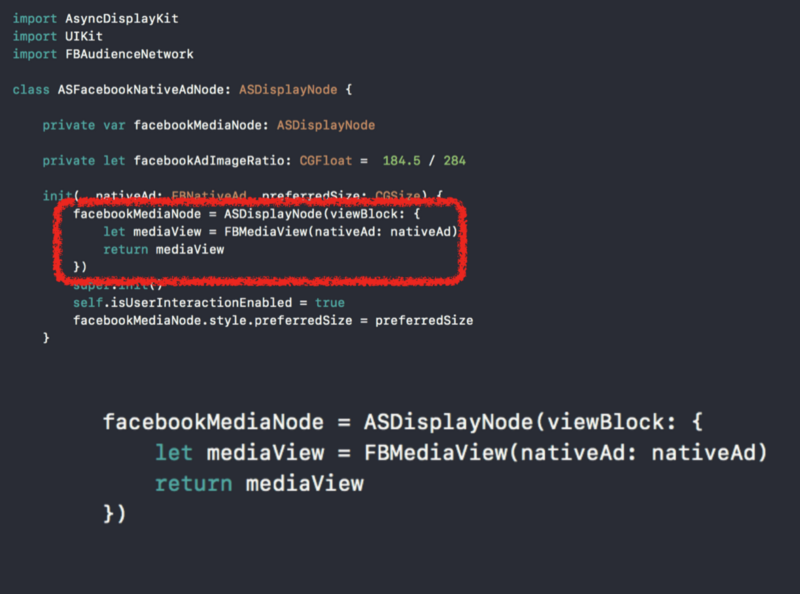 import AsyncDisplayKit
import UIKit
import FBAudienceNetwork
class ASFacebookNativeAdNode: ASDisplayNode {
private var facebookMediaNode: ASDisplayNode
private let facebookAdImageRatio: CGFloat = 184.5 / 284
init(_ nativeAd: FBNativeAd, preferredSize: CGSize) {
facebookMediaNode = ASDisplayNode(viewBlock: {
let mediaView = FBMediaView(nativeAd: nativeAd)
return mediaView
})
super.init()
self.isUserInteractionEnabled = true
facebookMediaNode.style.preferredSize = preferredSize
}
facebookMediaNode = ASDisplayNode(viewBlock: {
let mediaView = FBMediaView(nativeAd: nativeAd)
return mediaView
})